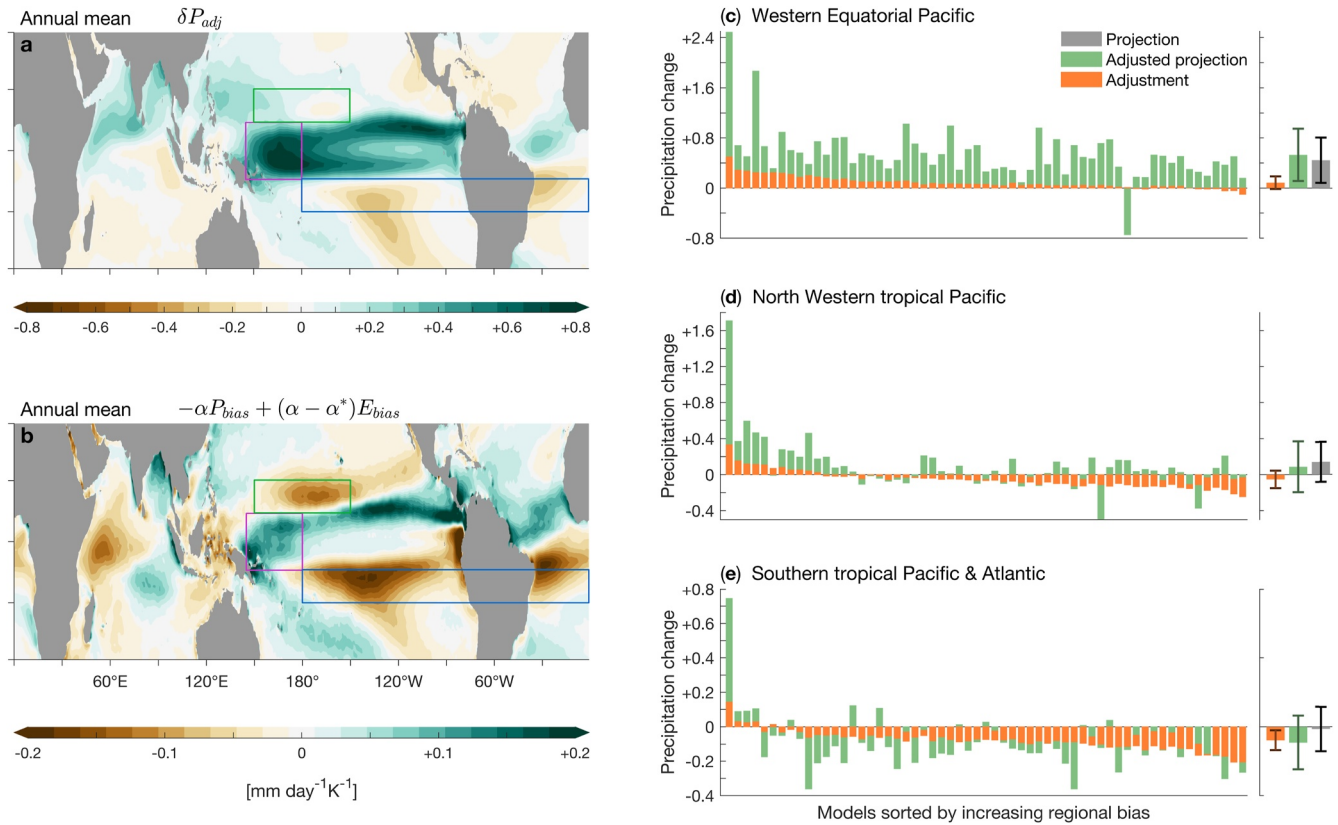 Annual mean δP_adj
a
-0.8 -0.6 -0.4 -0.2 0 +0.2 +0.4 +0.6 +0.8
Annual mean −αP_bias + (α − α*)E_bias
b
60°E 120°E 180° 120°W 60°W
-0.2 -0.1 0 +0.1 +0.2
[mm day⁻¹K⁻¹]
(c) Western Equatorial Pacific
Precipitation change
+2.4
+1.6
+0.8
0
-0.8
Projection
Adjusted projection
Adjustment
(d) North Western tropical Pacific
Precipitation change
+1.6
+1.2
+0.8
+0.4
0
-0.4
(e) Southern tropical Pacific & Atlantic
Precipitation change
+0.8
+0.6
+0.4
+0.2
0
-0.2
-0.4
Models sorted by increasing regional bias